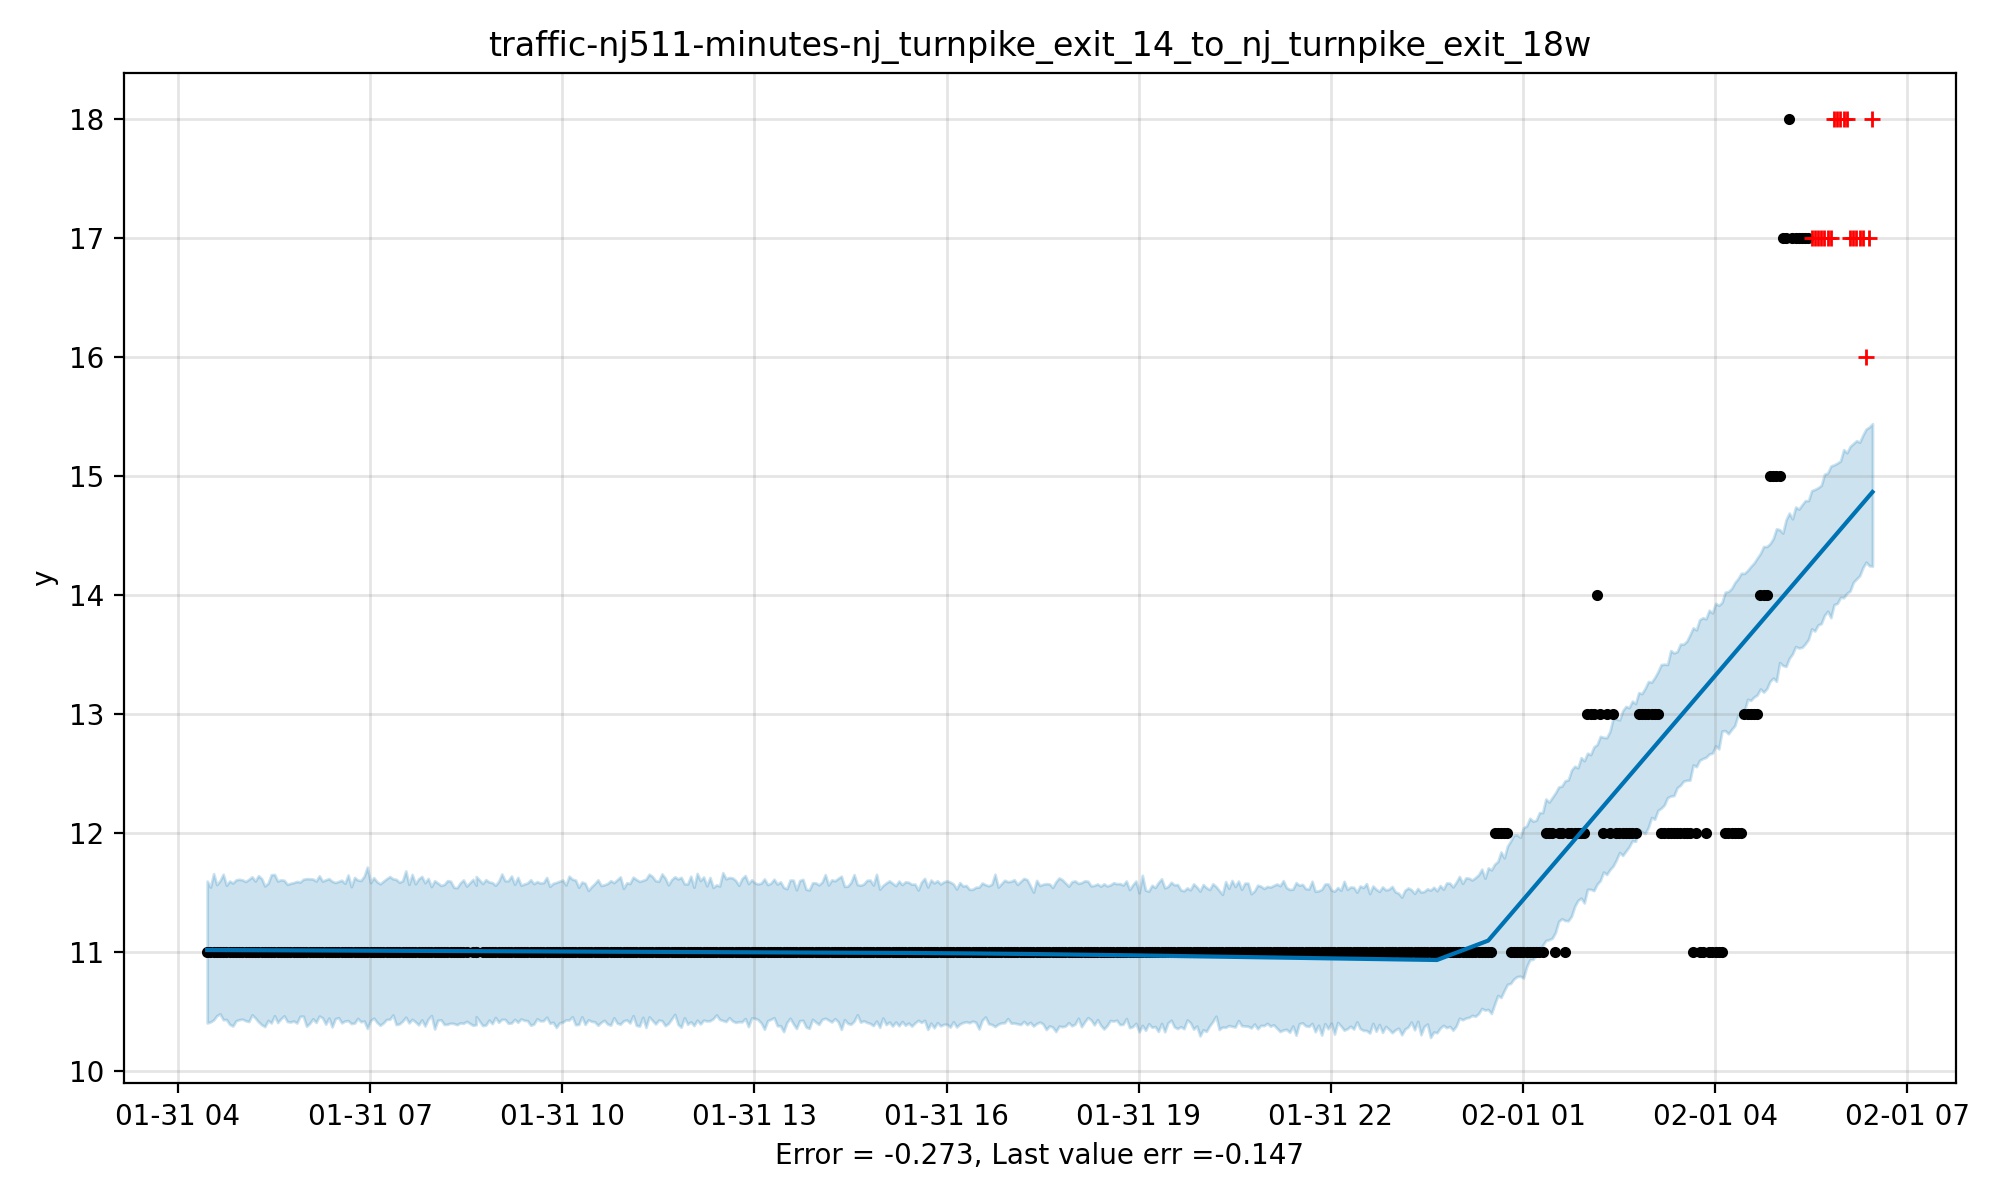 traffic-nj511-minutes-nj_turnpike_exit_14_to_nj_turnpike_exit_18w
18
17
16
15
14
13
12
11
10
y
01-31 04 01-31 07 01-31 10 01-31 13 01-31 16 01-31 19 01-31 22 02-01 01 02-01 04 02-01 07
Error = -0.273, Last value err =-0.147